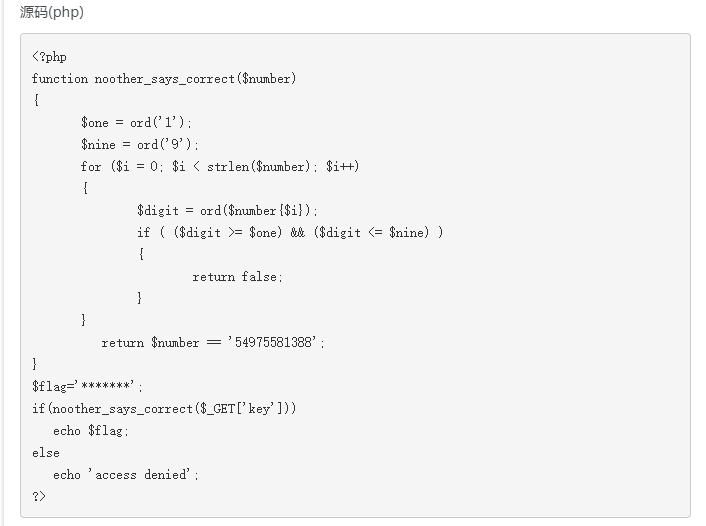 源码(php)
<?php
function noother_says_correct($number)
{
$one = ord('1');
$nine = ord('9');
for ($i = 0; $i < strlen($number); $i++)
{
$digit = ord($number{$i});
if ( ($digit >= $one) && ($digit <= $nine) )
{
return false;
}
}
return $number == '54975581388';
}
$flag='*******';
if(noother_says_correct($_GET['key']))
echo $flag;
else
echo 'access denied';
?>